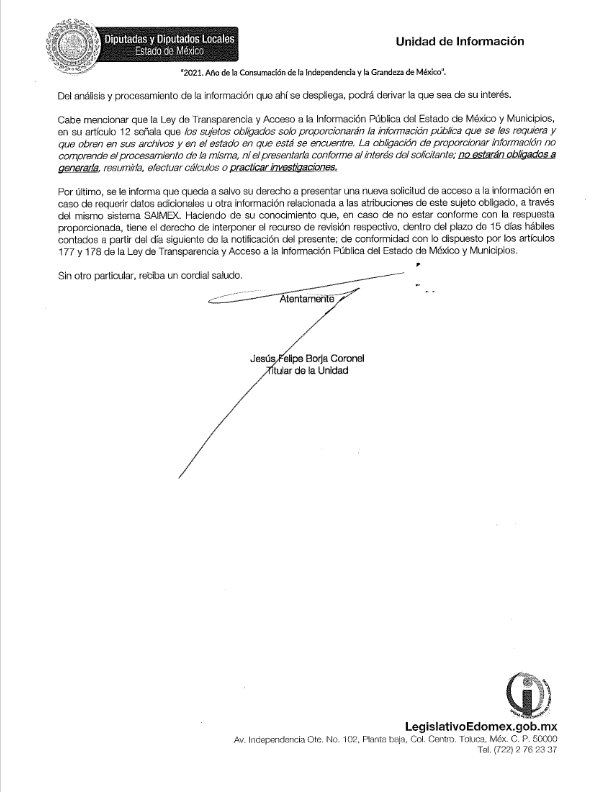 Diputadas y Diputados Locales
Estado de México
Unidad de Información
"2021. Año de la Consumación de la Independencia y la Grandeza de México".
Del análisis y procesamiento de la información que ahí se despliega, podrá derivar la que sea de su interés.
Cabe mencionar que la Ley de Transparencia y Acceso a la Información Pública del Estado de México y Municipios,
en su artículo 12 señala que los sujetos obligados solo proporcionarán la información pública que se les requiera y
que obren en sus archivos y en el estado en que está se encuentre. La obligación de proporcionar información no
comprende el procesamiento de la misma, ni el presentarla conforme al interés del solicitante; no estarán obligados a
generarla, resumirla, efectuar cálculos o practicar investigaciones.
Por último, se le informa que queda a salvo su derecho a presentar una nueva solicitud de acceso a la información en
caso de requerir datos adicionales u otra información relacionada a las atribuciones de este sujeto obligado, a través
del mismo sistema SAIMEX. Haciendo de su conocimiento que, en caso de no estar conforme con la respuesta
proporcionada, tiene el derecho de interponer el recurso de revisión respectivo, dentro del plazo de 15 días hábiles
contados a partir del día siguiente de la notificación del presente; de conformidad con lo dispuesto por los artículos
177 y 178 de la Ley de Transparencia y Acceso a la Información Pública del Estado de México y Municipios.
Sin otro particular, reciba un cordial saludo.
Atentamente
Jesús Felipe Borja Coronel
Titular de la Unidad
LegislativoEdomex.gob.mx
Av. Independencia Ote. No. 102, Planta baja, Col. Centro. Toluca, Méx. C. P. 50000
Tel. (722) 2 76 23 37